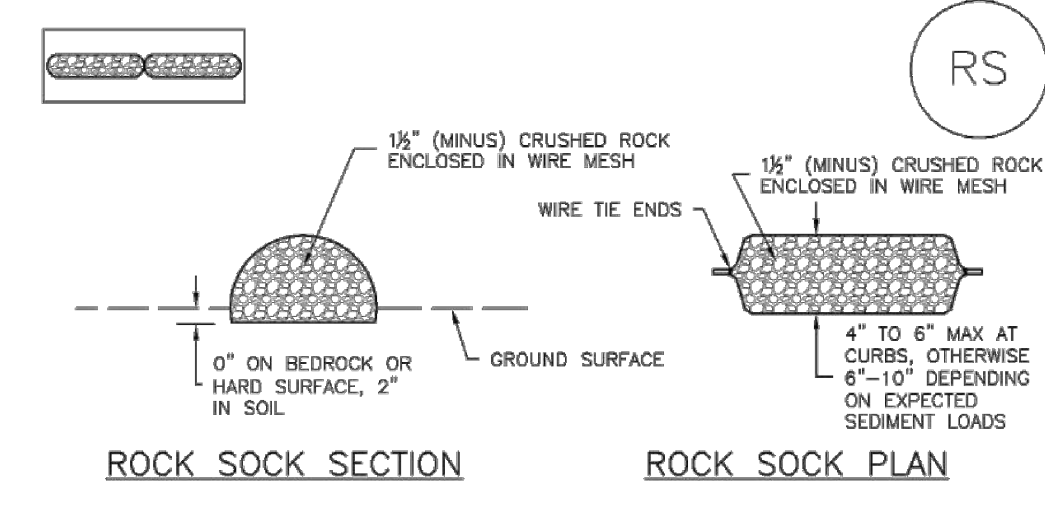 RS
1½" (MINUS) CRUSHED ROCK
ENCLOSED IN WIRE MESH
0" ON BEDROCK OR
HARD SURFACE, 2"
IN SOIL
GROUND SURFACE
ROCK SOCK SECTION
1½" (MINUS) CRUSHED ROCK
ENCLOSED IN WIRE MESH
WIRE TIE ENDS
4" TO 6" MAX AT
CURBS, OTHERWISE
6"-10" DEPENDING
ON EXPECTED
SEDIMENT LOADS
ROCK SOCK PLAN